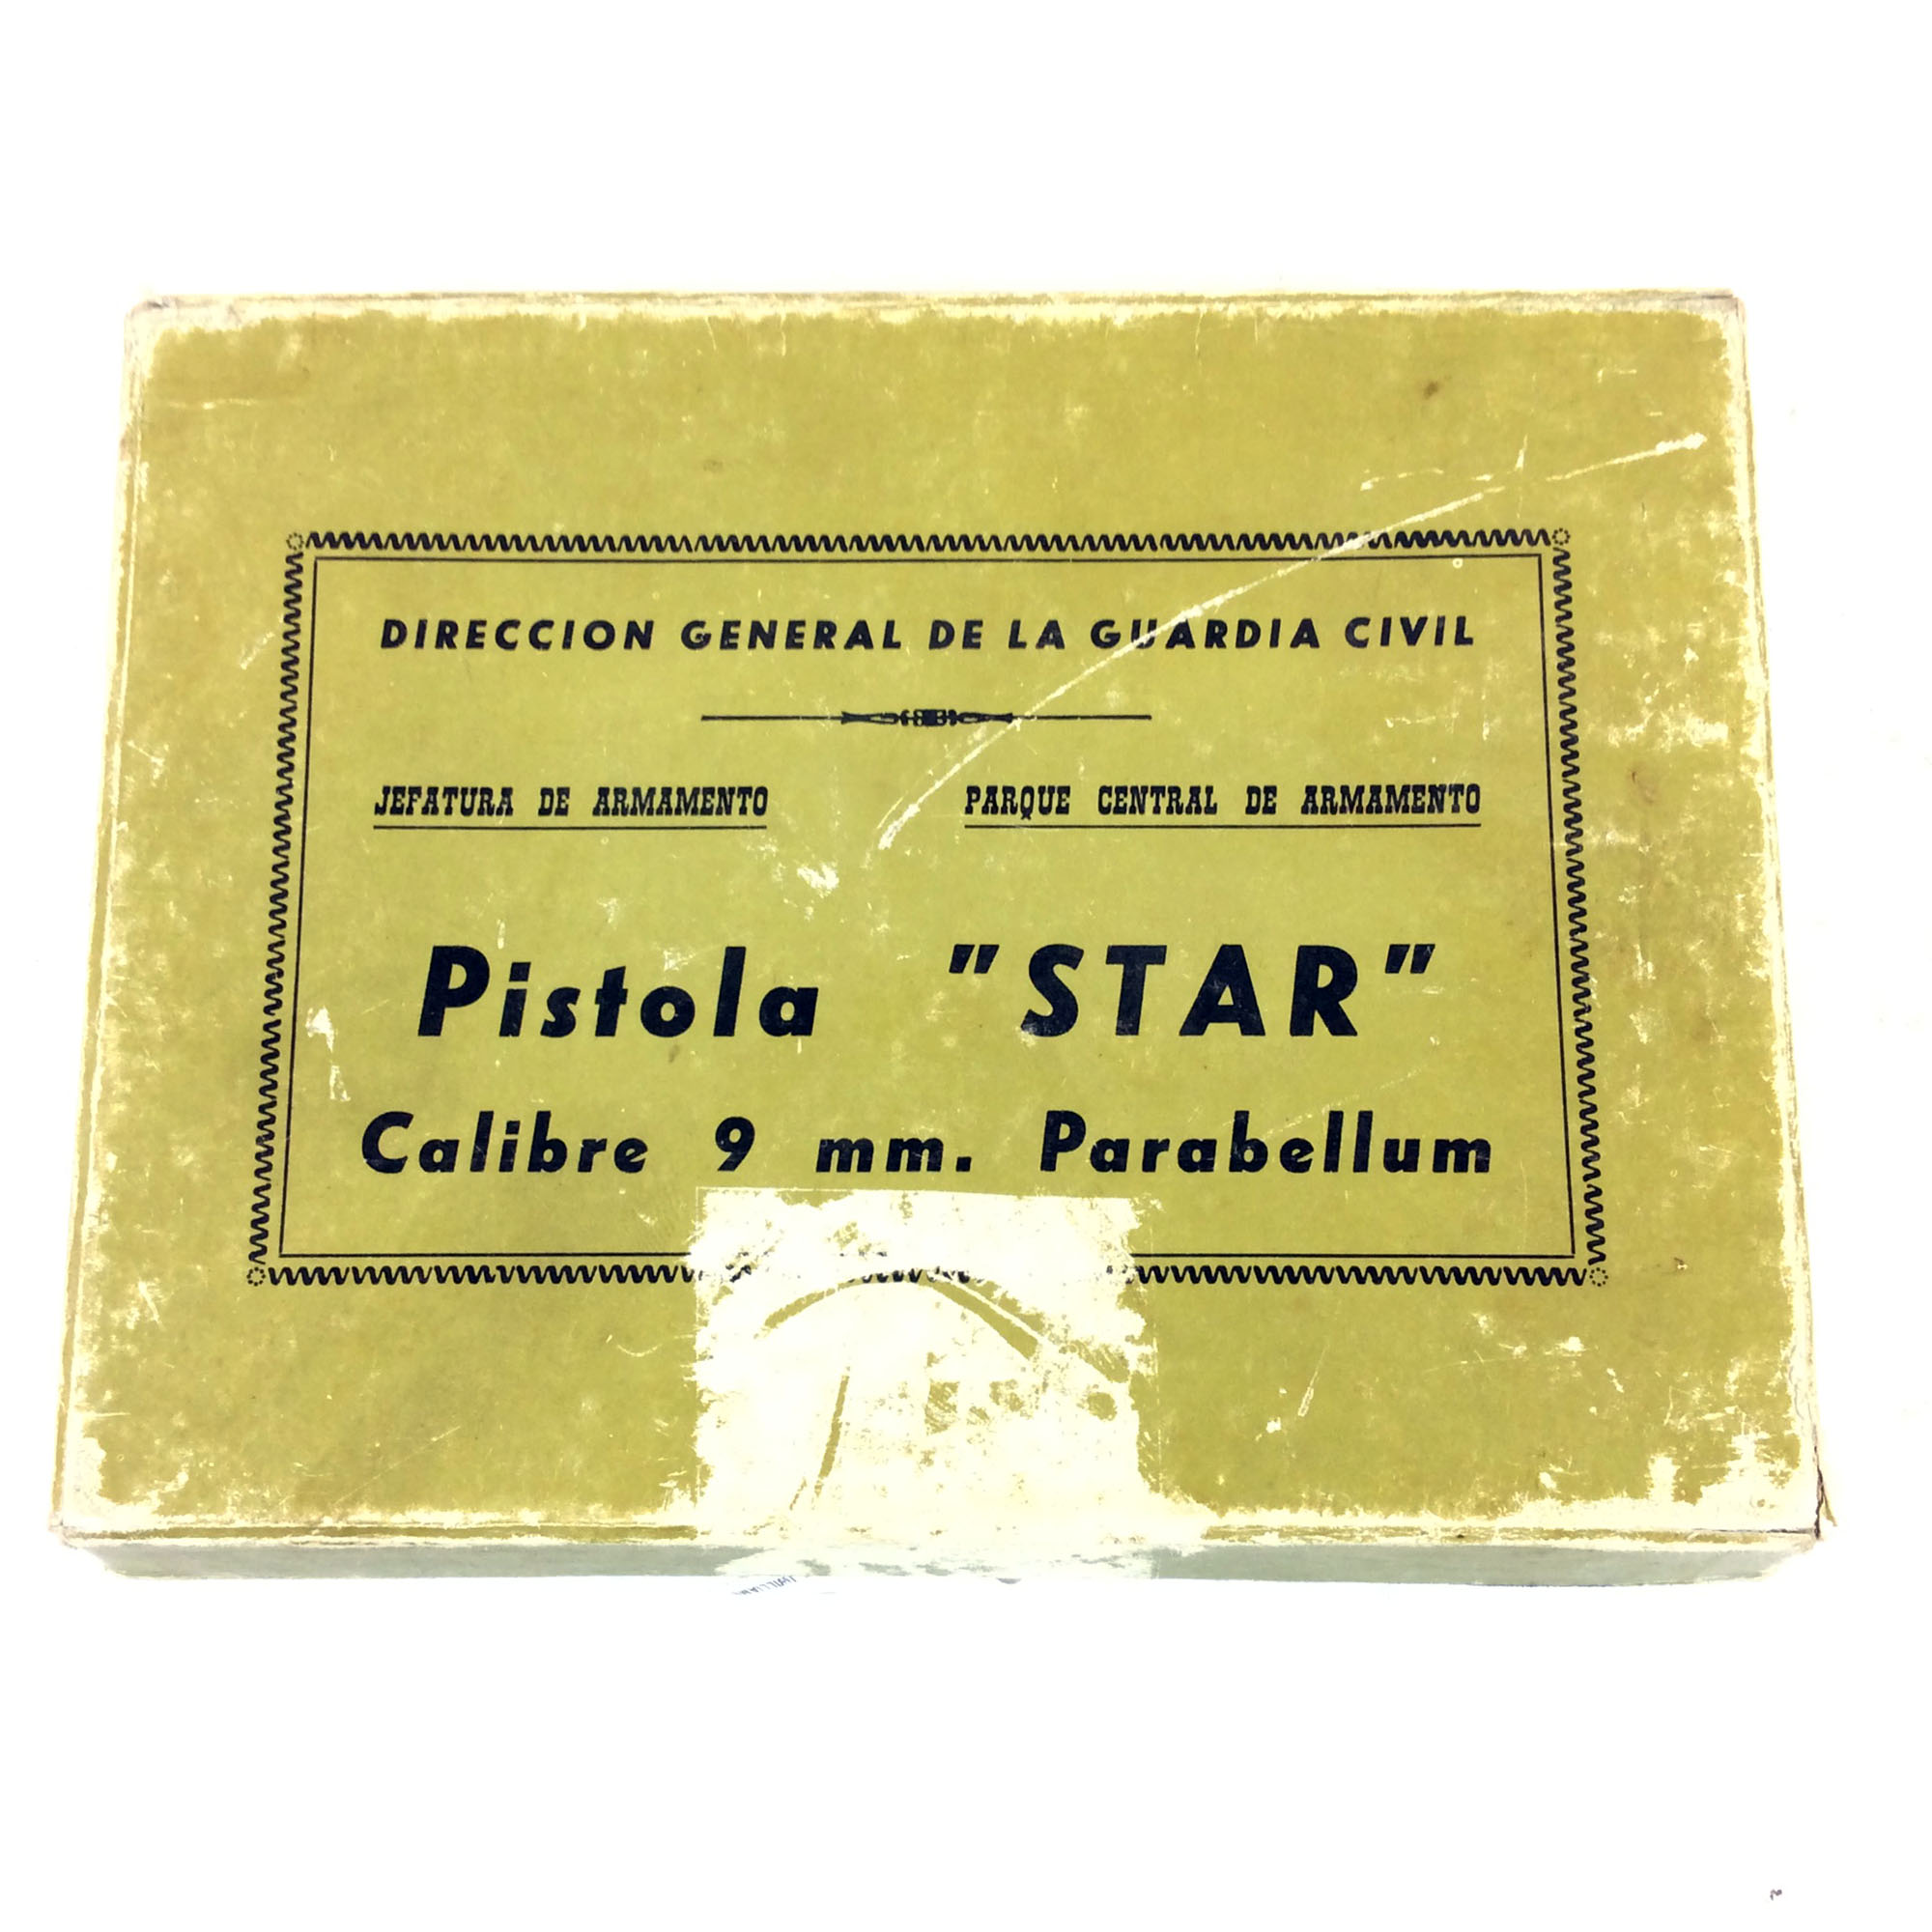 DIRECCION GENERAL DE LA GUARDIA CIVIL
JEFATURA DE ARMAMENTO PARQUE CENTRAL DE ARMAMENTO
Pistola "STAR"
Calibre 9 mm. Parabellum